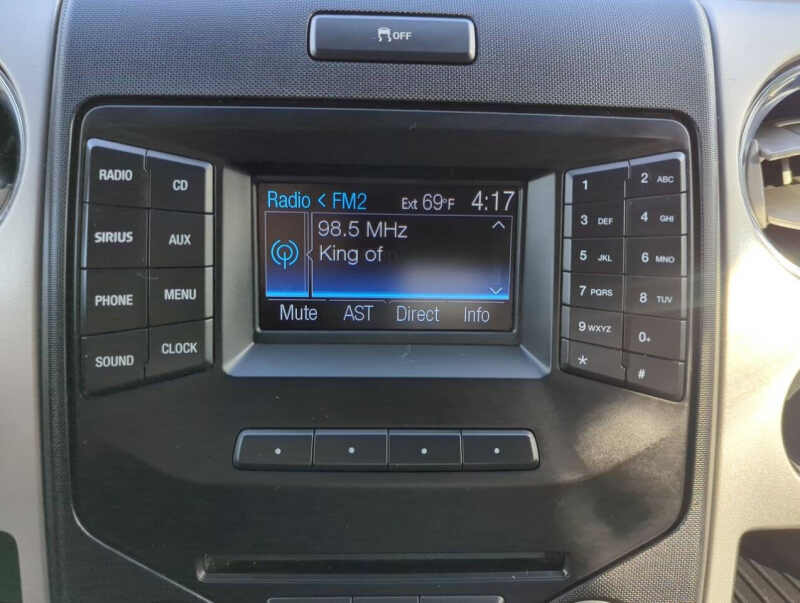 OFF
RADIO
CD
SIRIUS
AUX
PHONE
MENU
SOUND
CLOCK
Radio < FM2 Ext 69°F 4:17
98.5 MHz
King of
Mute AST Direct Info
1
2 ABC
3 DEF
4 GHI
5 JKL
6 MNO
7 PQRS
8 TUV
9 WXYZ
0+
*
#